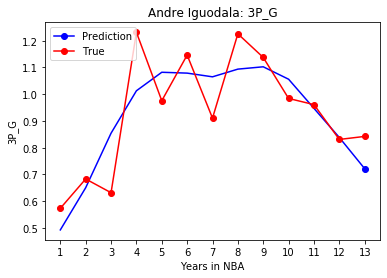 Andre Iguodala: 3P_G
Prediction
True
3P_G
1.2
1.1
1.0
0.9
0.8
0.7
0.6
0.5
1 2 3 4 5 6 7 8 9 10 11 12 13
Years in NBA